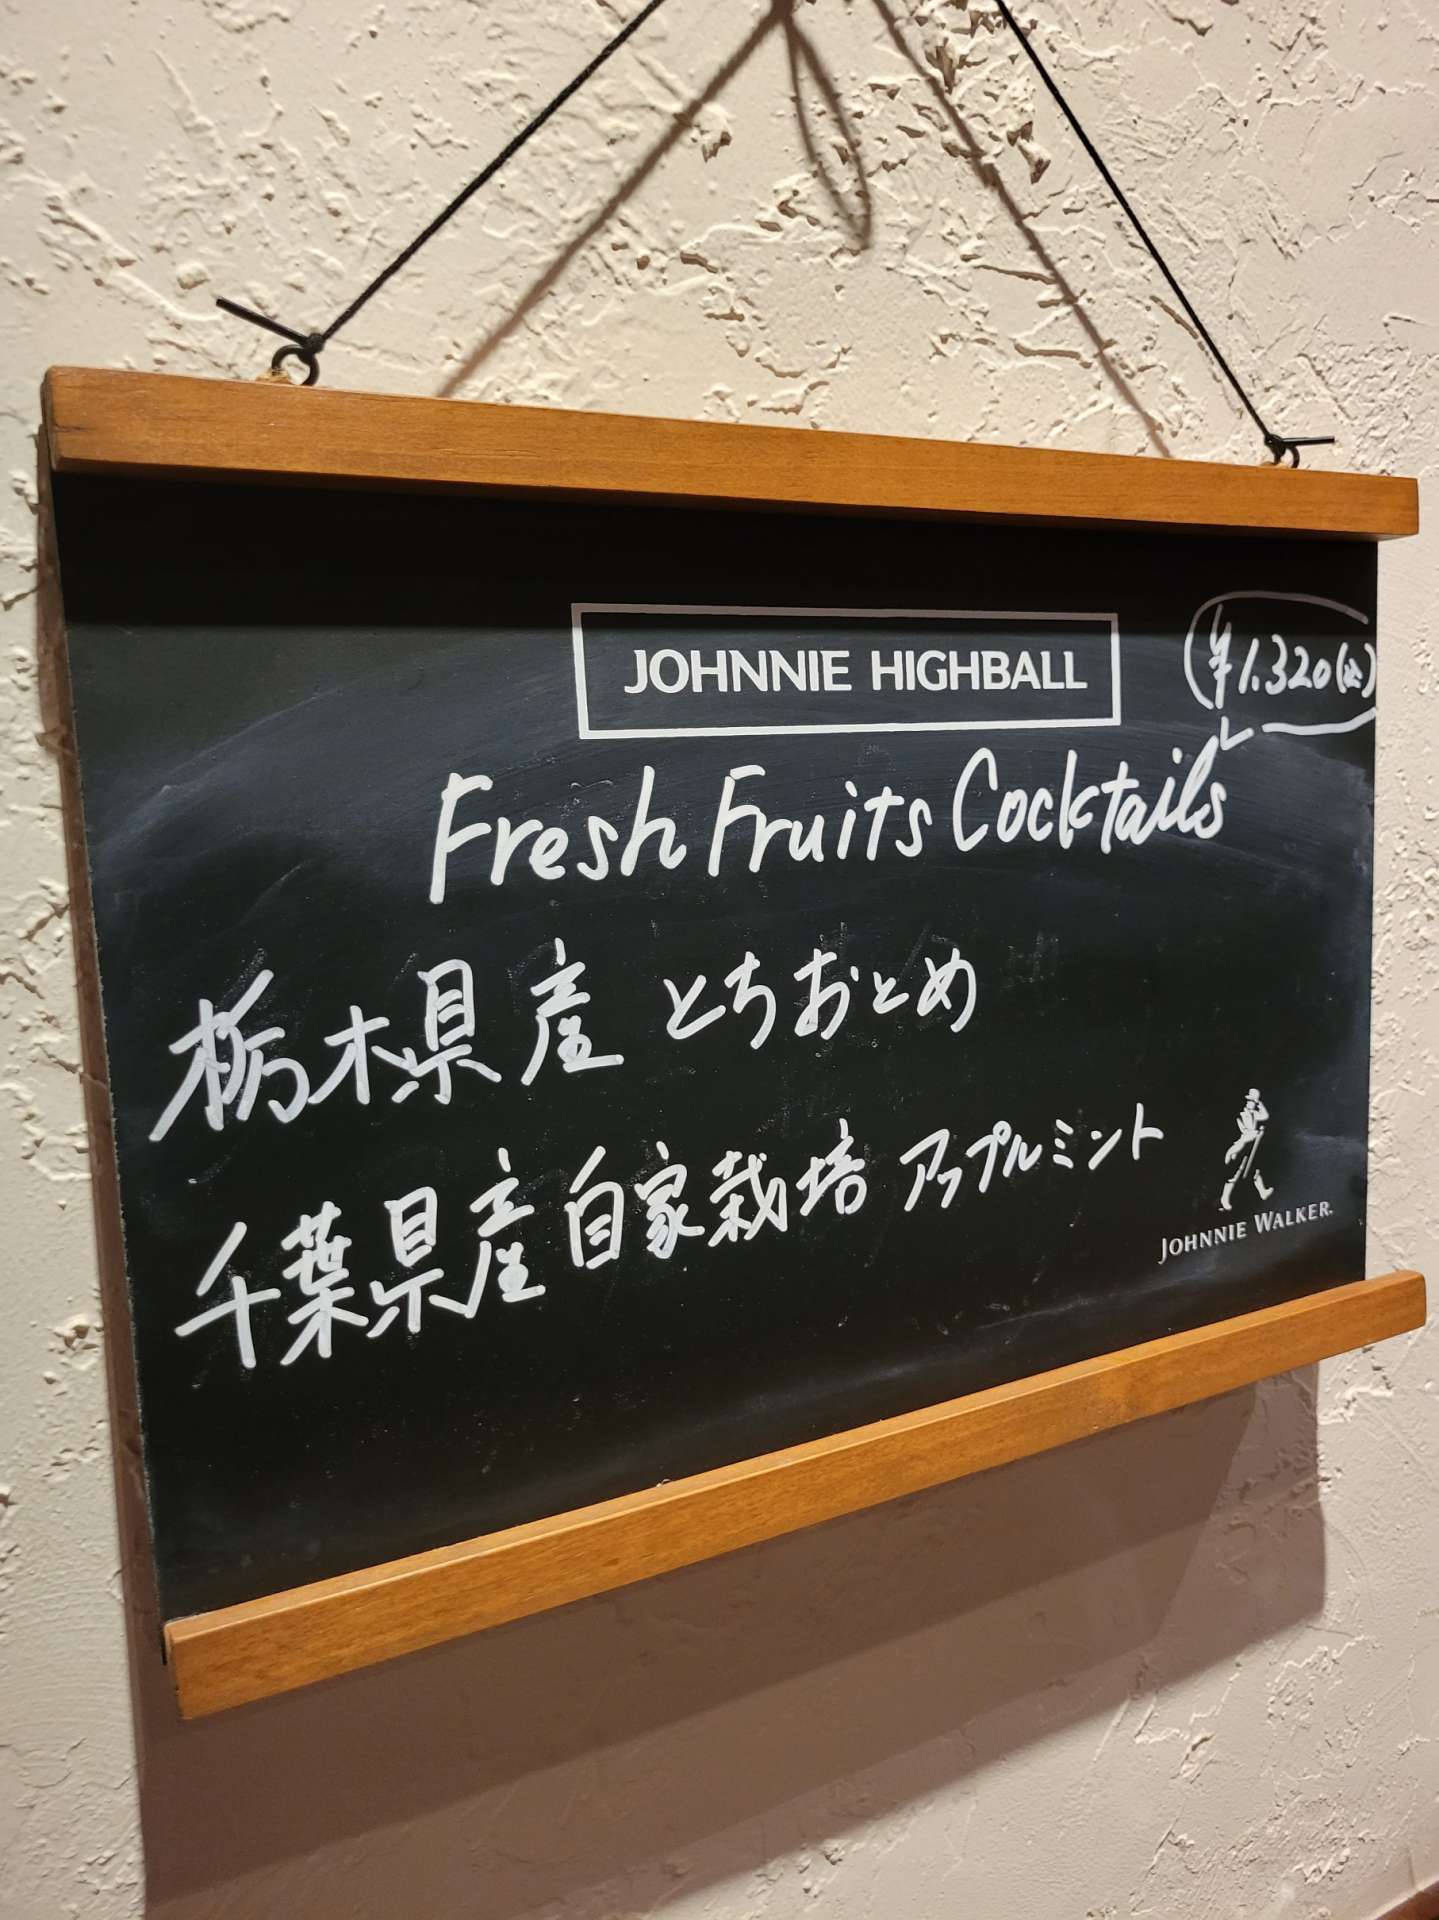 JOHNNIE HIGHBALL
¥1.320(込)
Fresh Fruits Cocktails
栃木県産 とちおとめ
千葉県産 自家栽培 アップルミント
JOHNNIE WALKER.